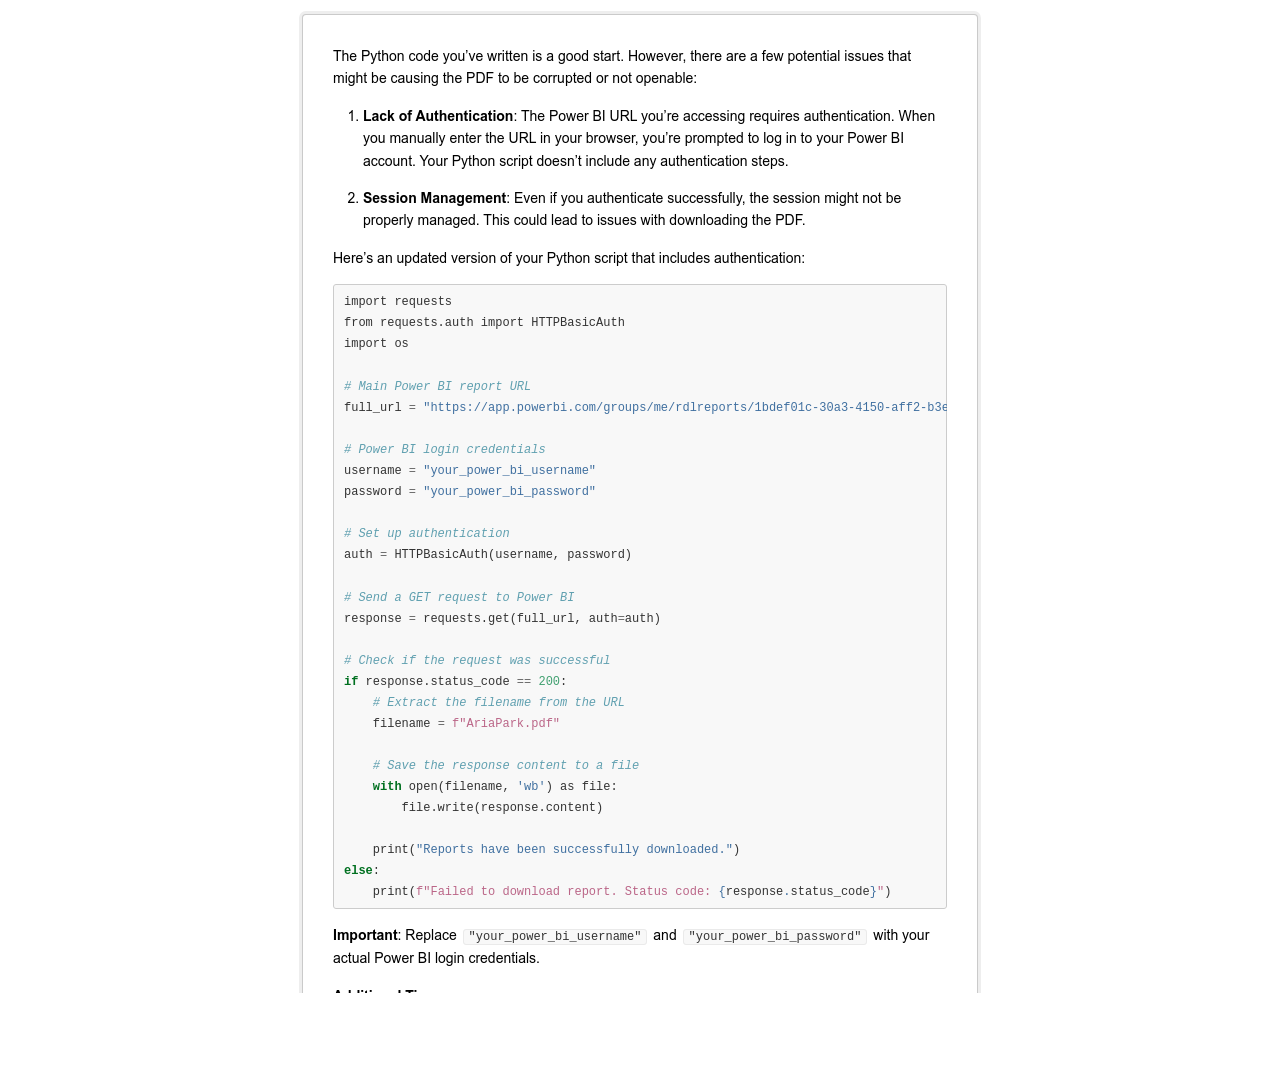 The Python code you’ve written is a good start. However, there are a few potential issues that
might be causing the PDF to be corrupted or not openable:
1. Lack of Authentication: The Power BI URL you’re accessing requires authentication. When
you manually enter the URL in your browser, you’re prompted to log in to your Power BI
account. Your Python script doesn’t include any authentication steps.
2. Session Management: Even if you authenticate successfully, the session might not be
properly managed. This could lead to issues with downloading the PDF.
Here’s an updated version of your Python script that includes authentication:
import requests
from requests.auth import HTTPBasicAuth
import os
# Main Power BI report URL
full_url = "https://app.powerbi.com/groups/me/rdlreports/1bdef01c-30a3-4150-aff2-b3e
# Power BI login credentials
username = "your_power_bi_username"
password = "your_power_bi_password"
# Set up authentication
auth = HTTPBasicAuth(username, password)
# Send a GET request to Power BI
response = requests.get(full_url, auth=auth)
# Check if the request was successful
if response.status_code == 200:
    # Extract the filename from the URL
    filename = f"AriaPark.pdf"
    # Save the response content to a file
    with open(filename, 'wb') as file:
        file.write(response.content)
    print("Reports have been successfully downloaded.")
else:
    print(f"Failed to download report. Status code: {response.status_code}")
Important: Replace "your_power_bi_username" and "your_power_bi_password" with your
actual Power BI login credentials.